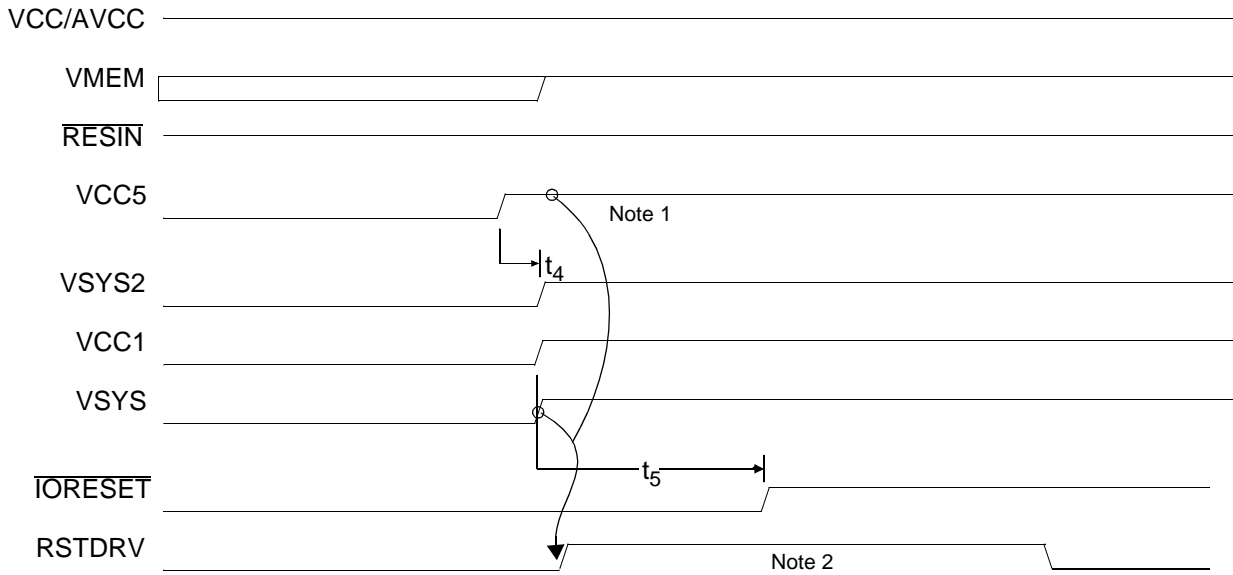 VCC/AVCC
VMEM
RESIN
VCC5
Note 1
t4
VSYS2
VCC1
VSYS
t5
IORESET
RSTDRV
Note 2